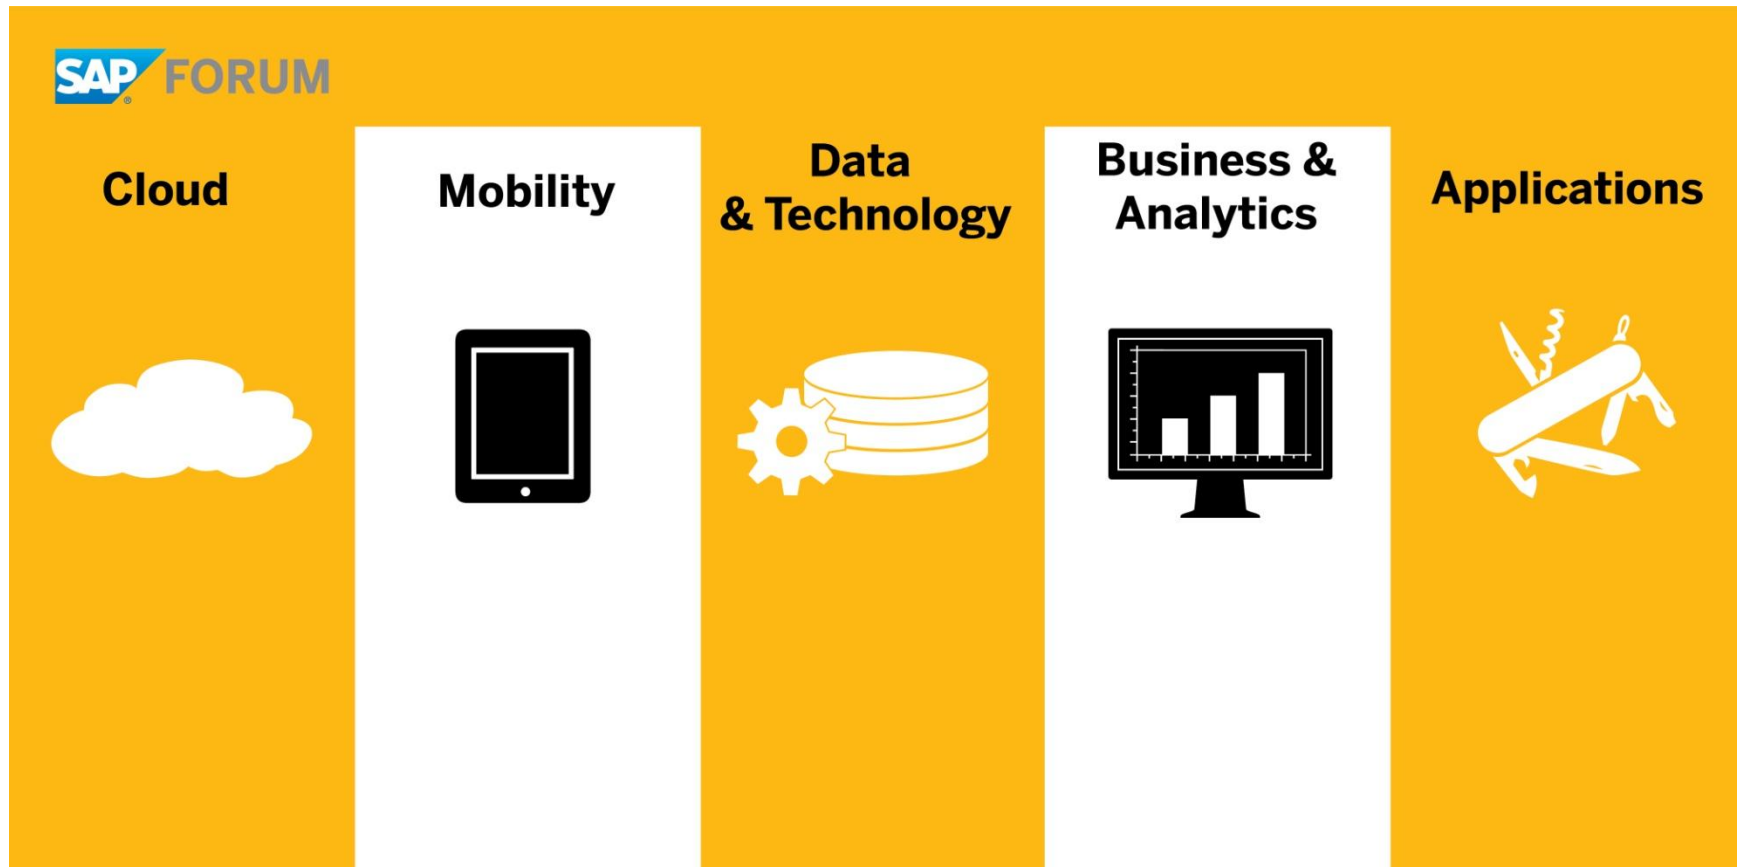 SAP® FORUM
Cloud
Mobility
Data
& Technology
Business &
Analytics
Applications